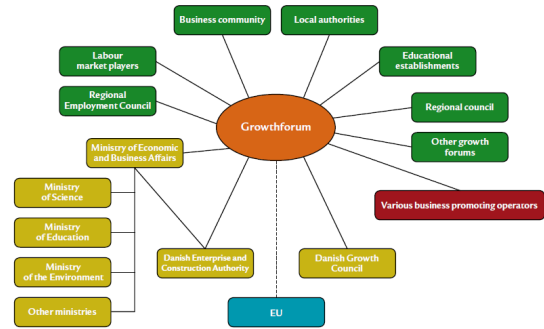 Business community
Local authorities
Labour
market players
Educational
establishments
Regional
Employment Council
Regional council
Growthforum
Other growth
forums
Ministry of Economic
and Business Affairs
Ministry
of Science
Various business promoting operators
Ministry
of Education
Danish Enterprise and
Construction Authority
Danish Growth
Council
Ministry
of the Environment
Other ministries
EU